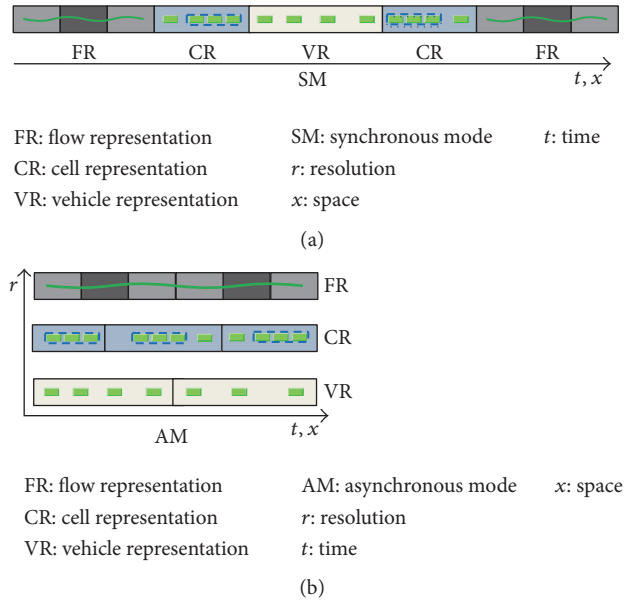 FR CR VR CR FR
SM t, x
FR: flow representation SM: synchronous mode t: time
CR: cell representation r: resolution
VR: vehicle representation x: space
(a)
r FR
CR
VR
AM t, x
FR: flow representation AM: asynchronous mode x: space
CR: cell representation r: resolution
VR: vehicle representation t: time
(b)